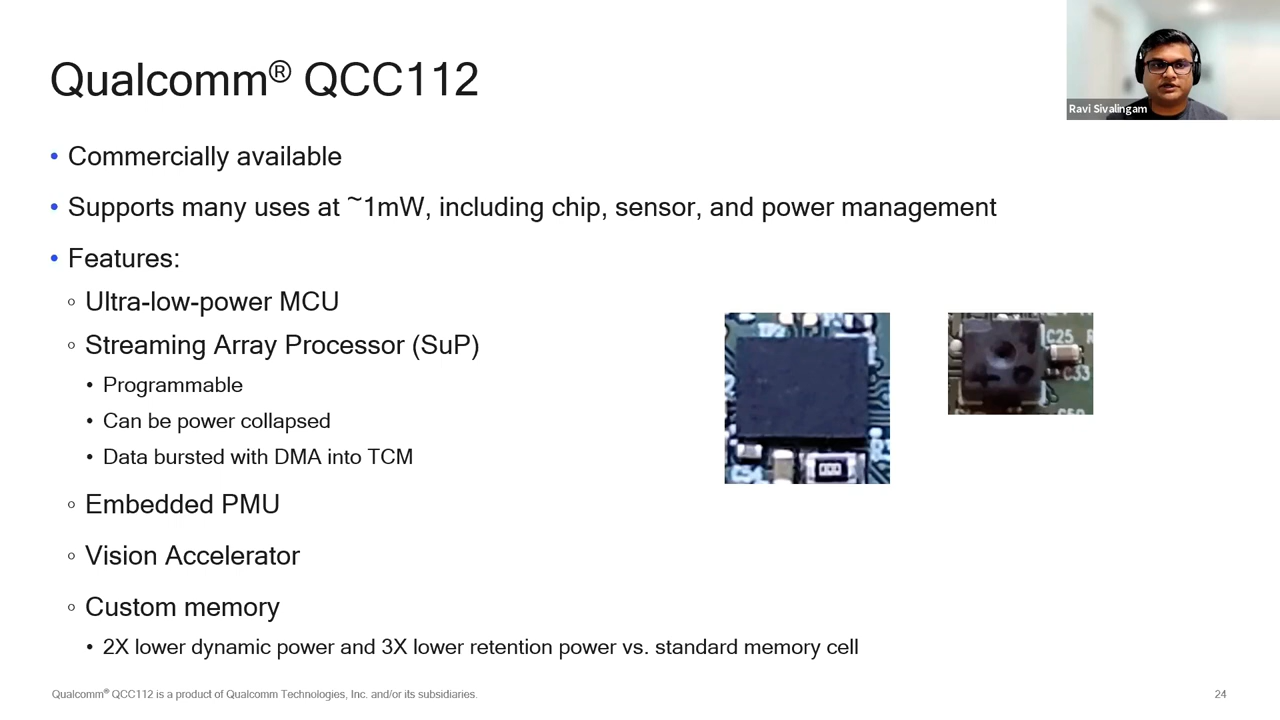 Qualcomm® QCC112
Ravi Sivalingam
• Commercially available
• Supports many uses at ~1mW, including chip, sensor, and power management
• Features:
◦ Ultra-low-power MCU
◦ Streaming Array Processor (SuP)
• Programmable
• Can be power collapsed
• Data bursted with DMA into TCM
◦ Embedded PMU
◦ Vision Accelerator
◦ Custom memory
• 2X lower dynamic power and 3X lower retention power vs. standard memory cell
C25
C33
Qualcomm® QCC112 is a product of Qualcomm Technologies, Inc. and/or its subsidiaries.
24